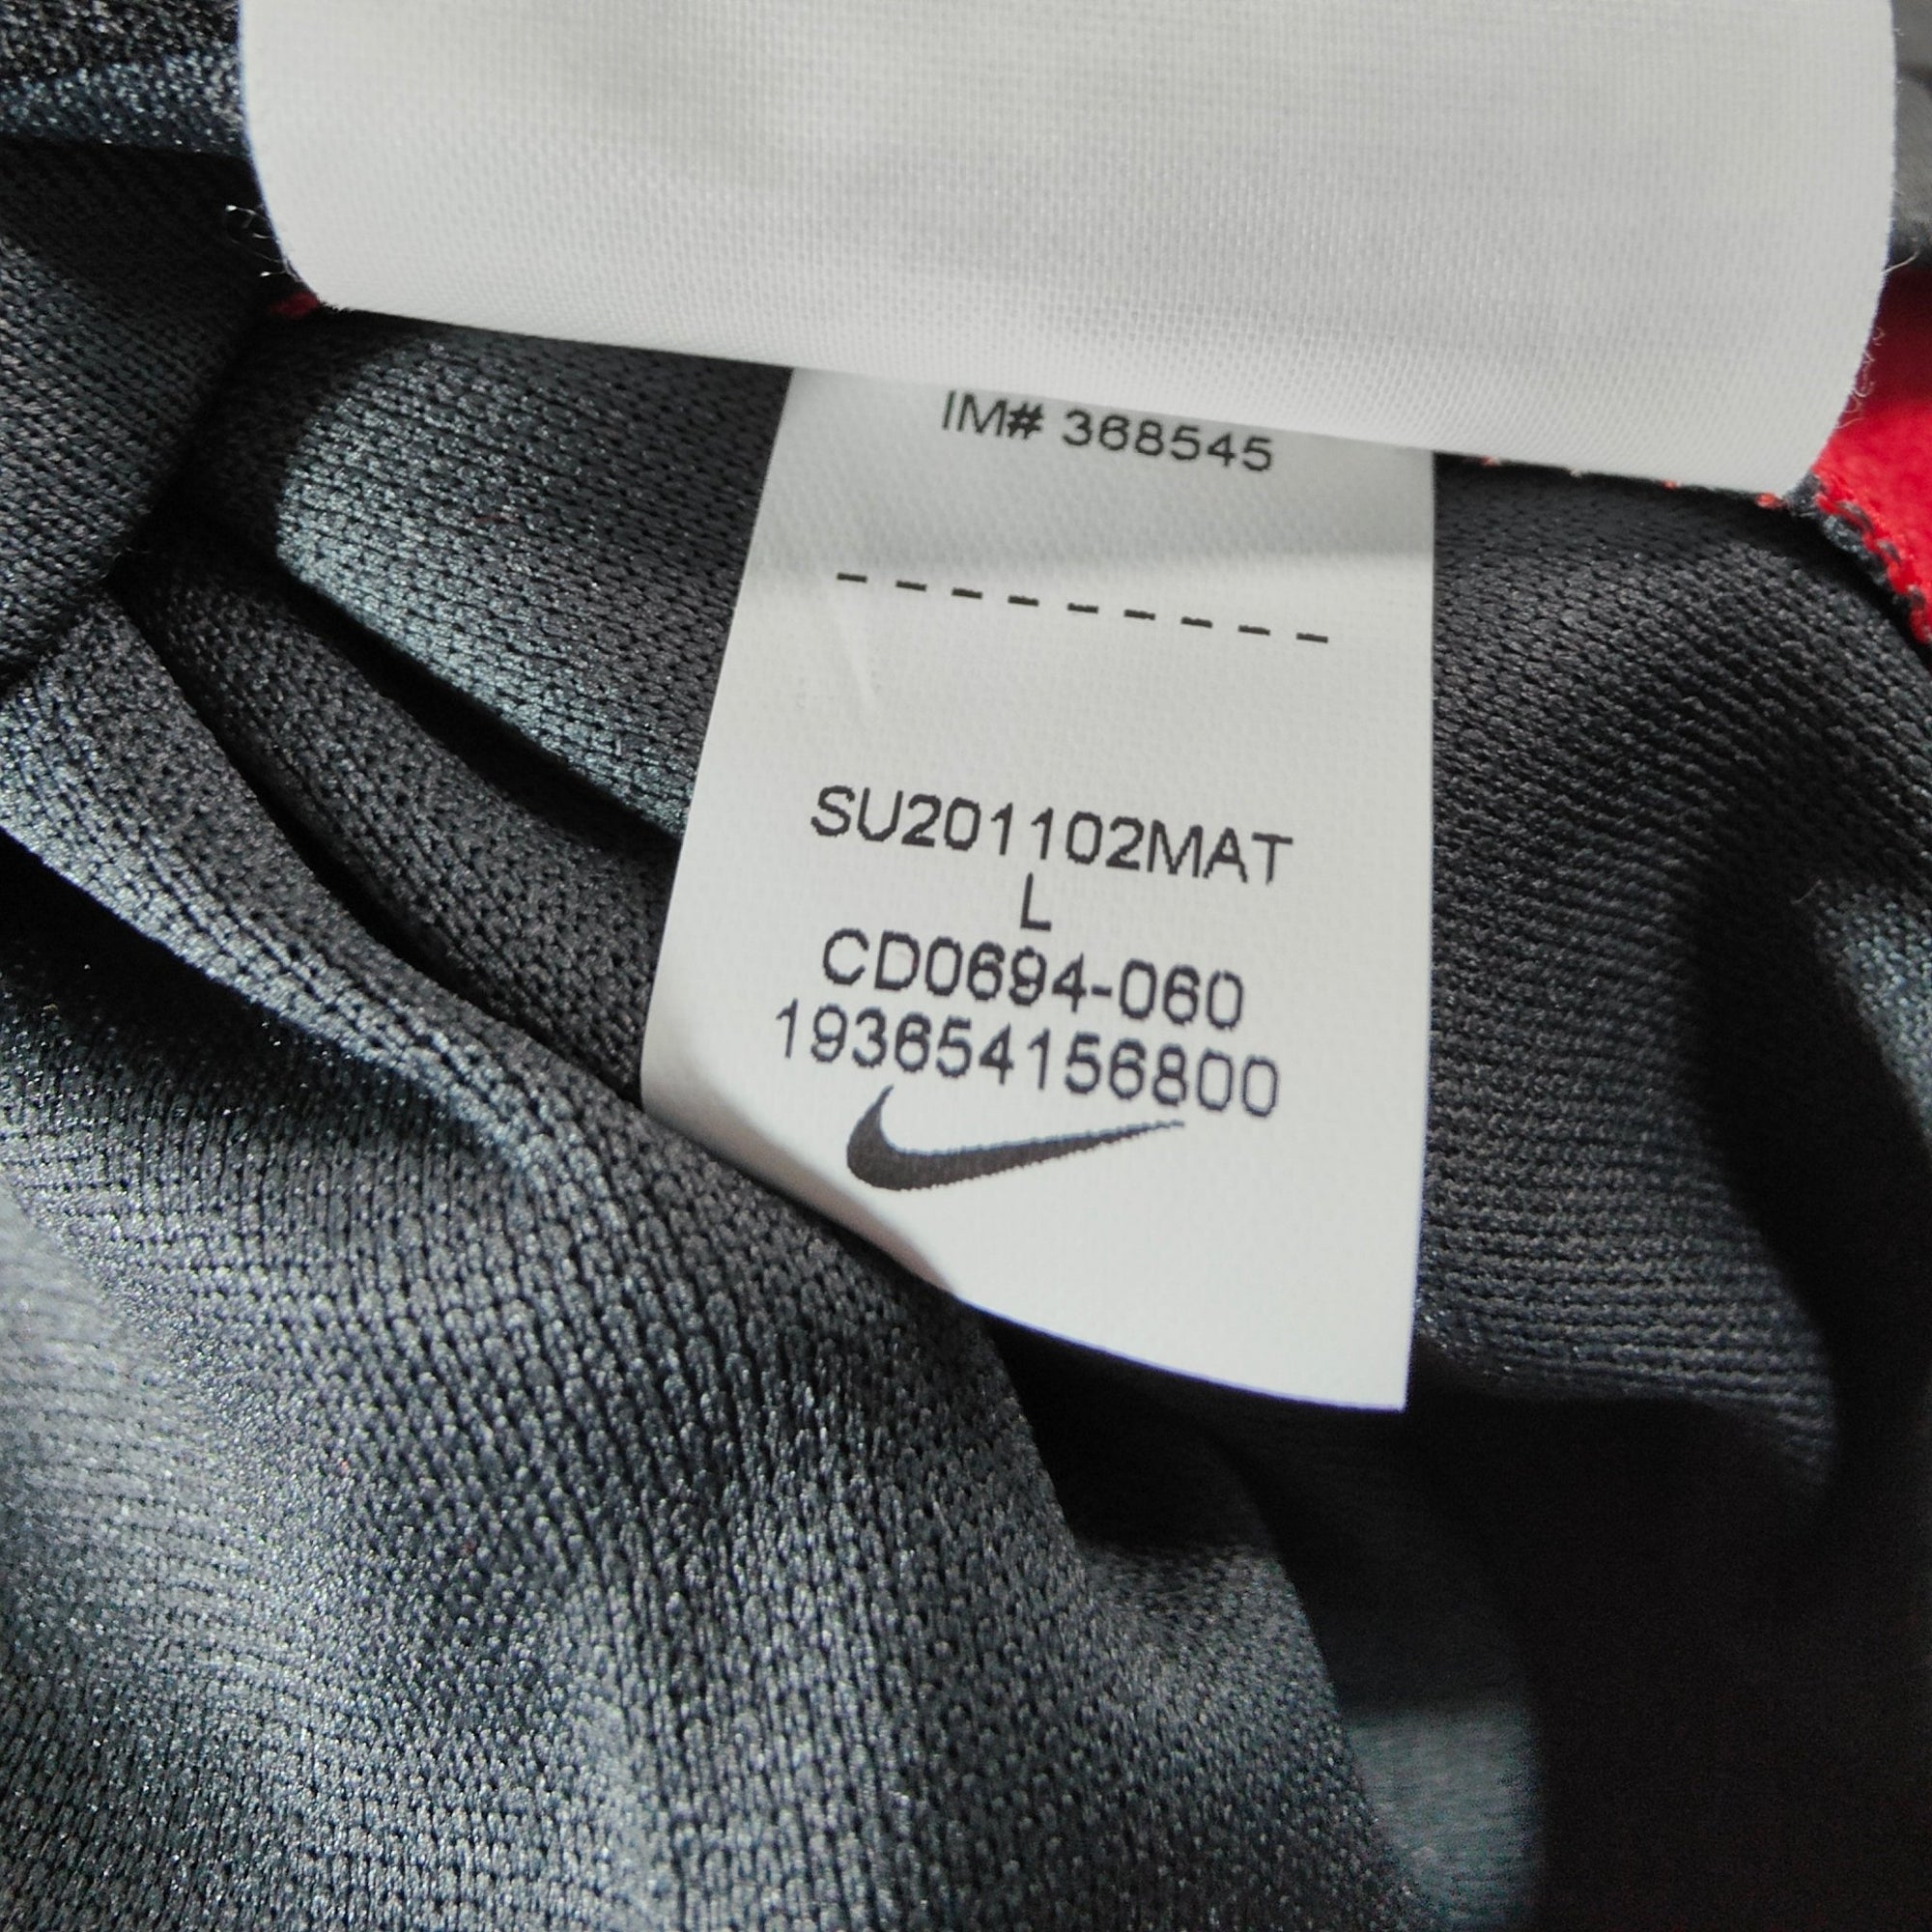 IM# 368545
---------
SU201102MAT
L
CD0694-060
193654156800